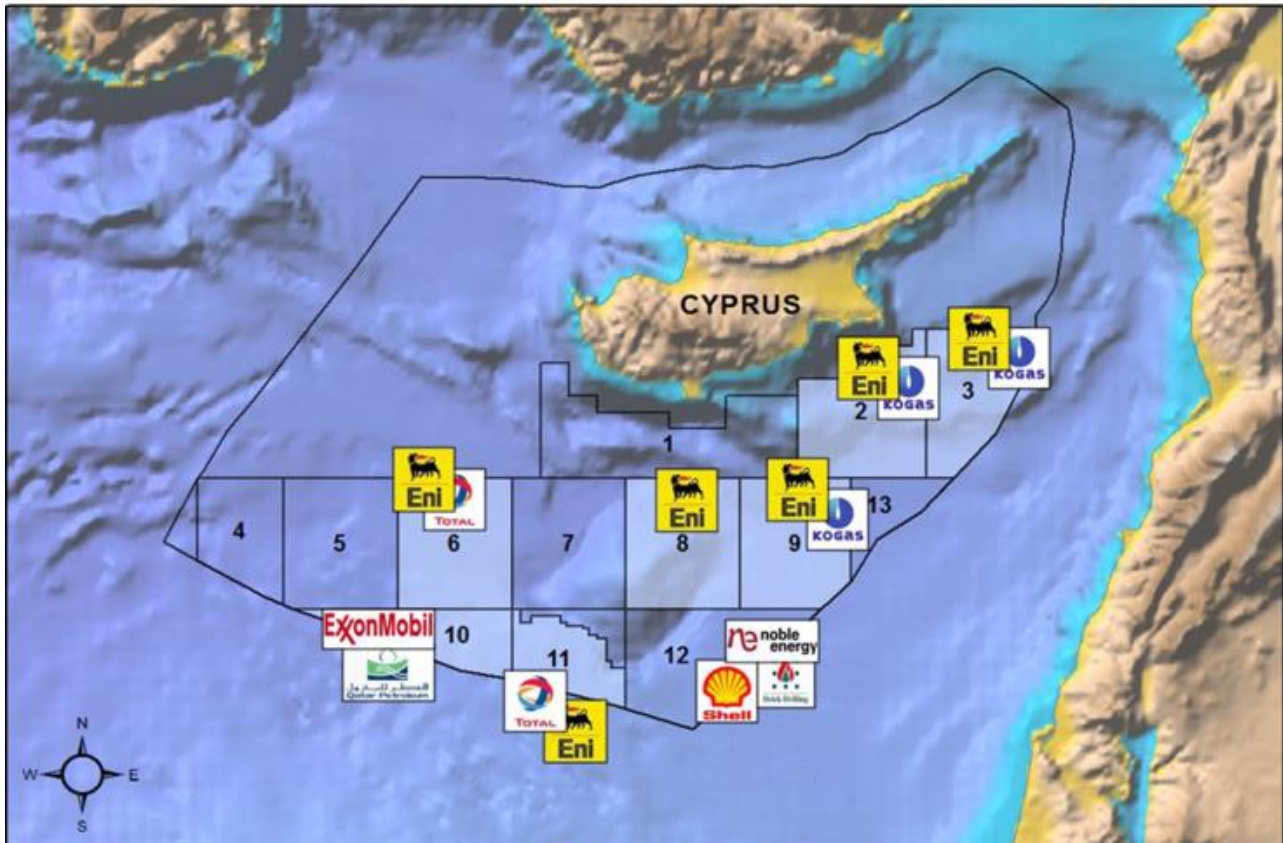 CYPRUS
Eni
KOGAS
3
Eni
KOGAS
2
1
Eni
TOTAL
6
Eni
8
Eni
KOGAS
9
13
4
5
7
ExxonMobil
Qatar Petroleum
10
11
12
noble
energy
Shell
TOTAL
Eni
N
W
E
S